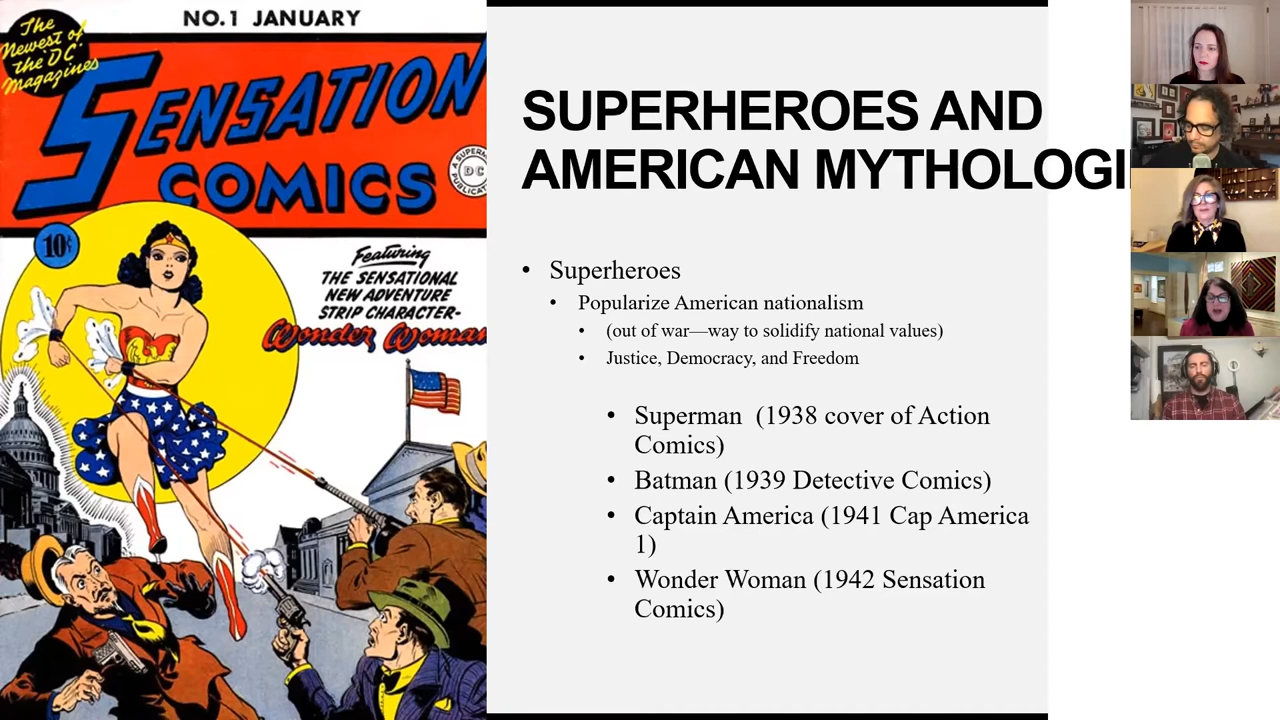 The
Newest of
the 'DC'
Magazines
NO. 1 JANUARY
SENSATION
COMICS
A SUPERM
DC
PUBLICAT
10¢
Featuring
THE SENSATIONAL
NEW ADVENTURE
STRIP CHARACTER-
Wonder Woman
SUPERHEROES AND
AMERICAN MYTHOLOGI
• Superheroes
• Popularize American nationalism
• (out of war—way to solidify national values)
• Justice, Democracy, and Freedom
• Superman (1938 cover of Action
Comics)
• Batman (1939 Detective Comics)
• Captain America (1941 Cap America
1)
• Wonder Woman (1942 Sensation
Comics)